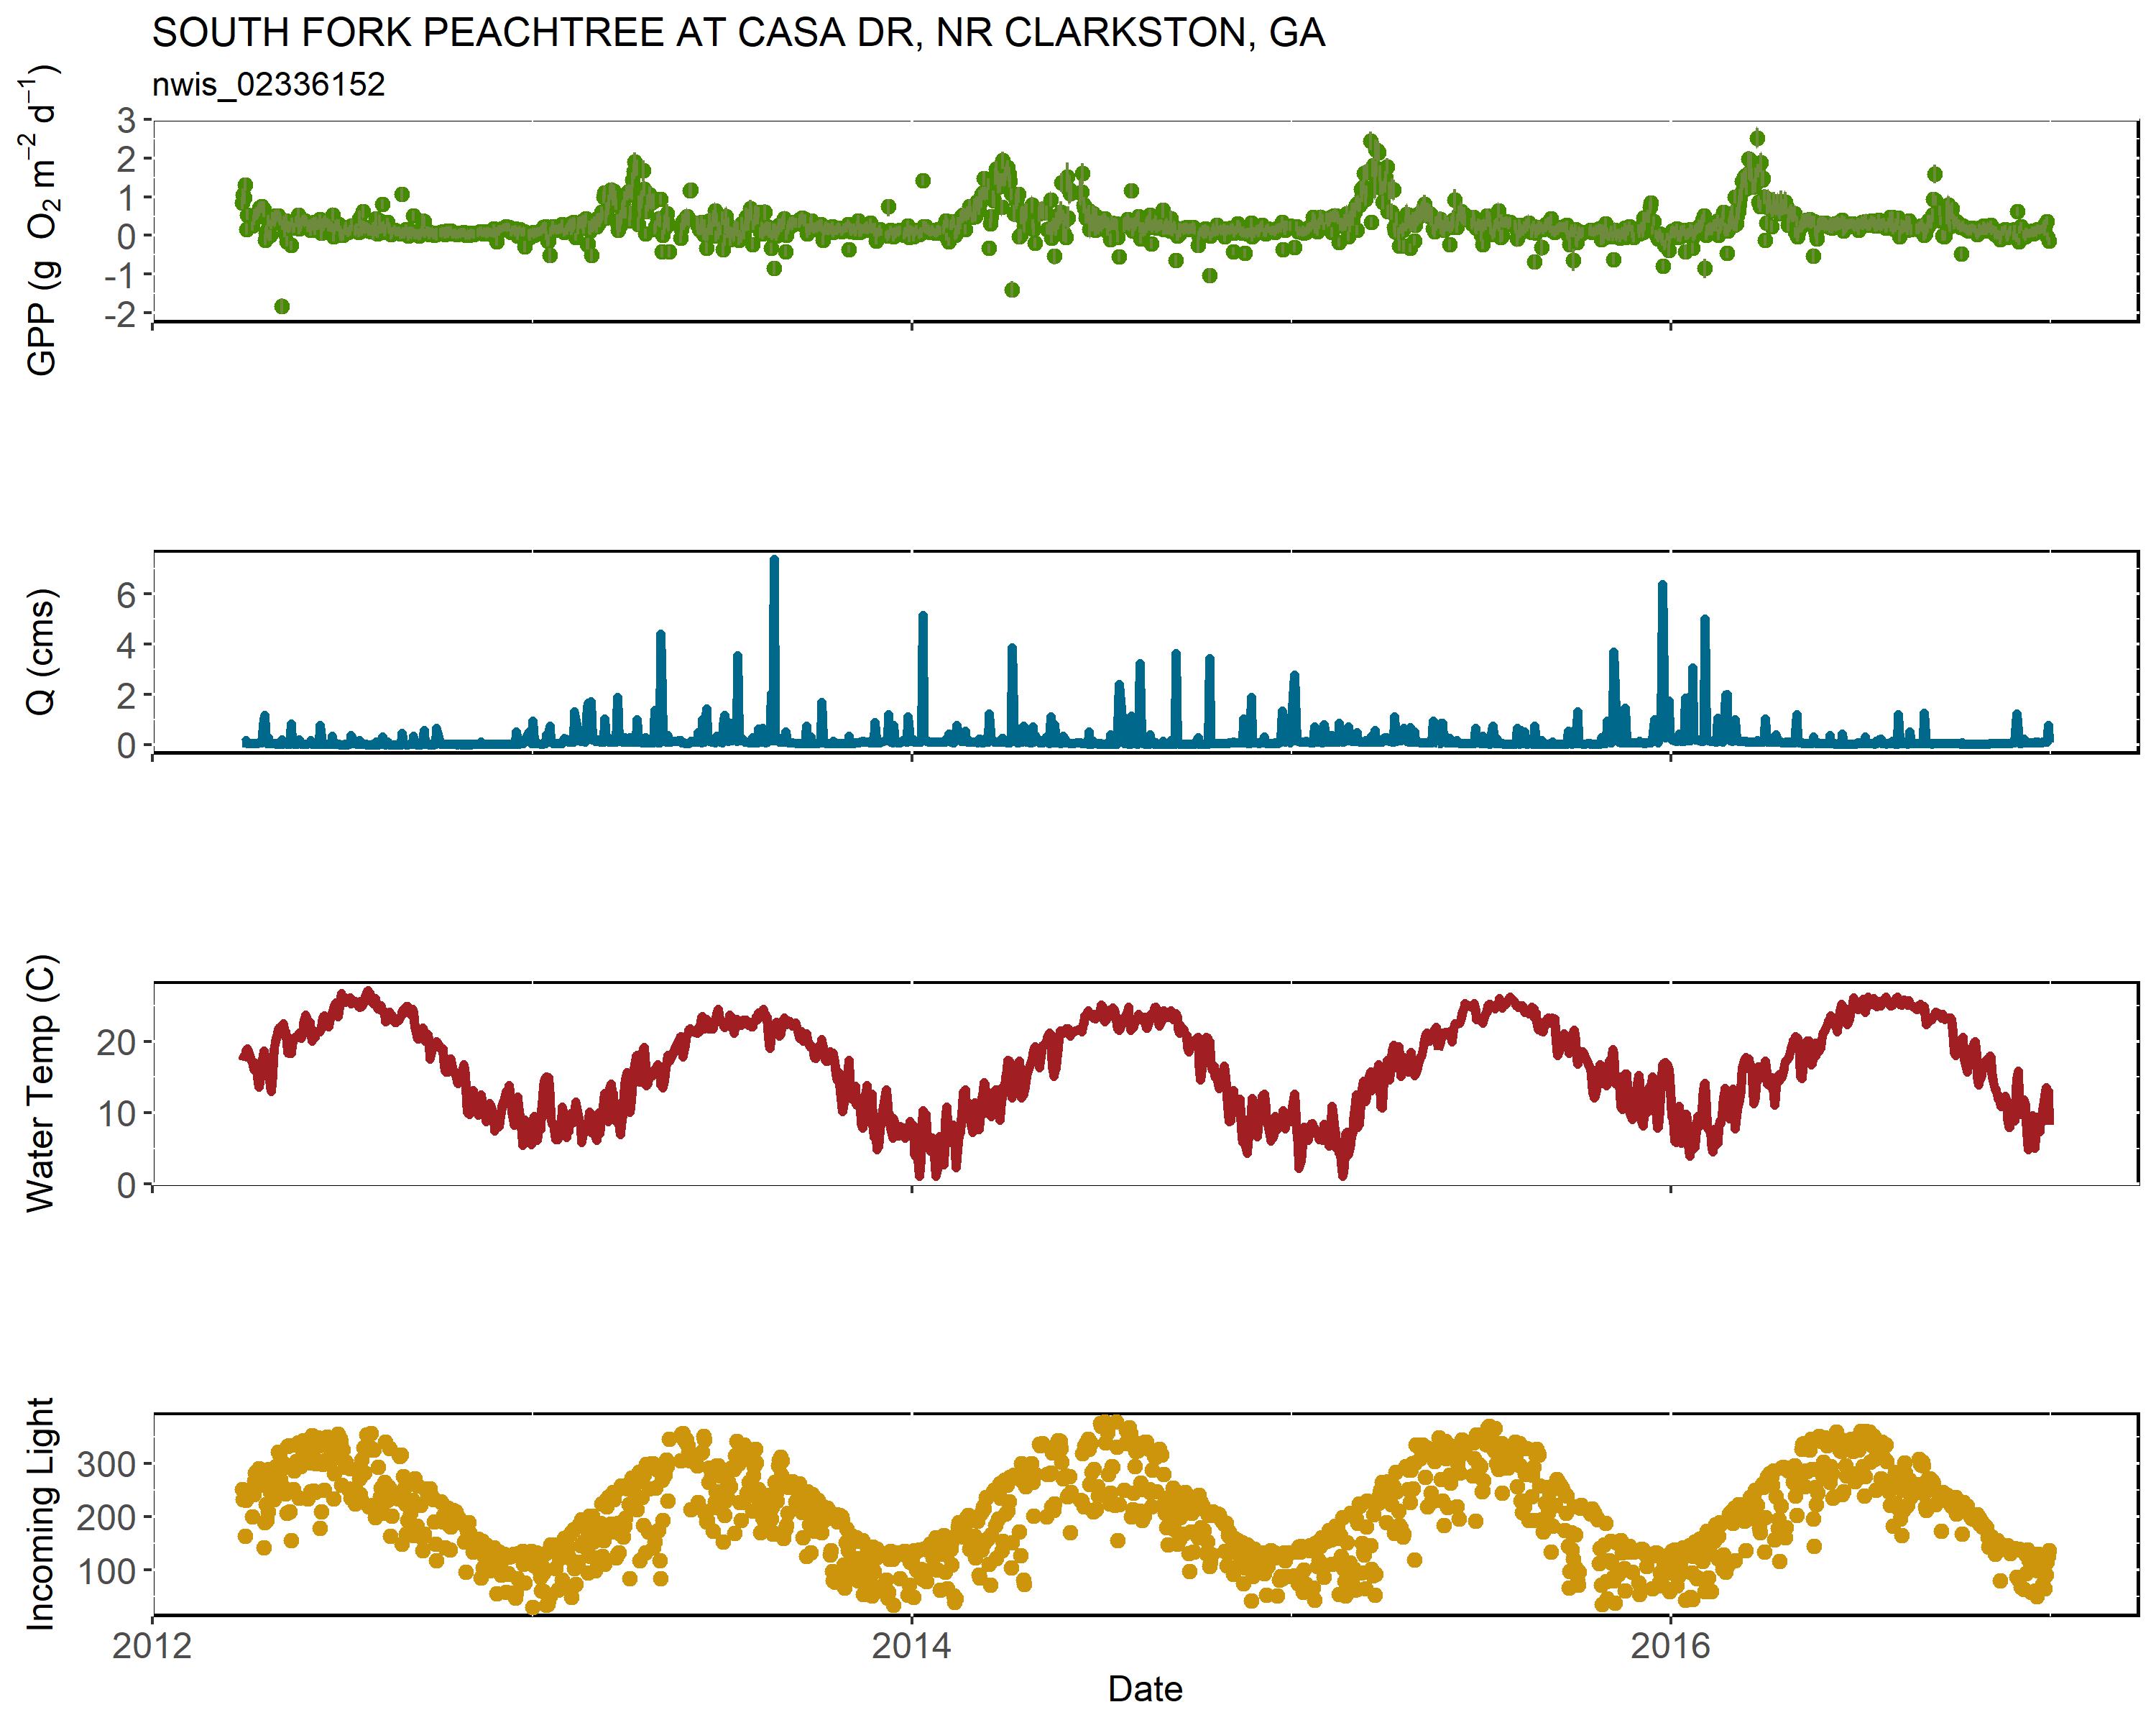 SOUTH FORK PEACHTREE AT CASA DR, NR CLARKSTON, GA
nwis_02336152
GPP (g O₂ m⁻² d⁻¹)
3
2
1
0
-1
-2
Q (cms)
6
4
2
0
Water Temp (C)
20
10
0
Incoming Light
300
200
100
2012 2014 2016
Date